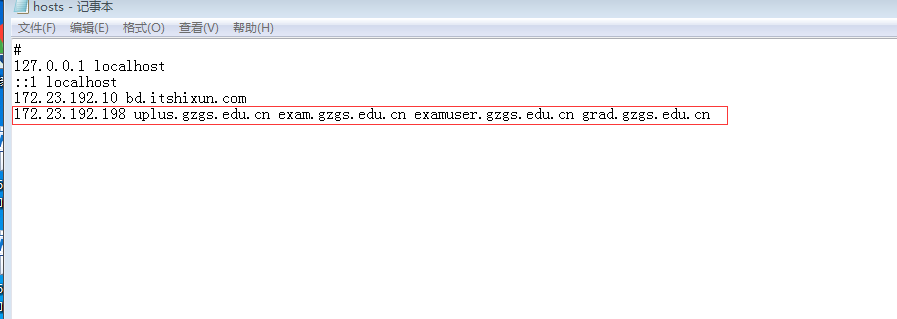 hosts - 记事本
文件(F) 编辑(E) 格式(O) 查看(V) 帮助(H)
#
127.0.0.1 localhost
::1 localhost
172.23.192.10 bd.itshixun.com
172.23.192.198 uplus.gzgs.edu.cn exam.gzgs.edu.cn examuser.gzgs.edu.cn grad.gzgs.edu.cn